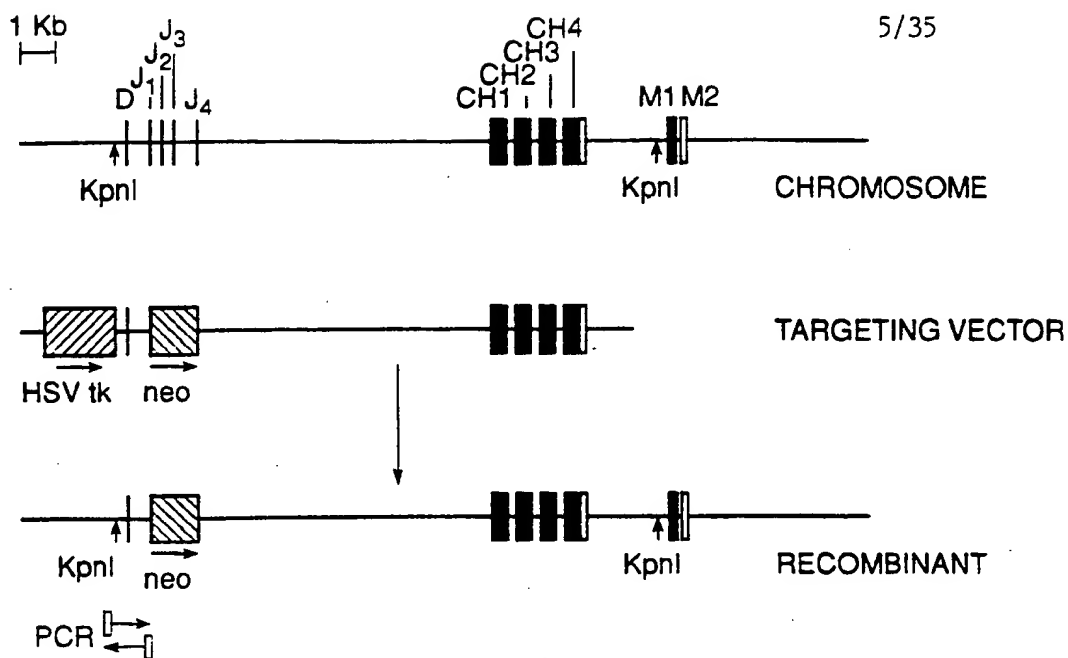 1 Kb
5/35
D J₁ J₂ J₃ J₄
CH1 CH2 CH3 CH4
M1 M2
KpnI KpnI
CHROMOSOME
TARGETING VECTOR
HSV tk neo
KpnI neo KpnI
RECOMBINANT
PCR